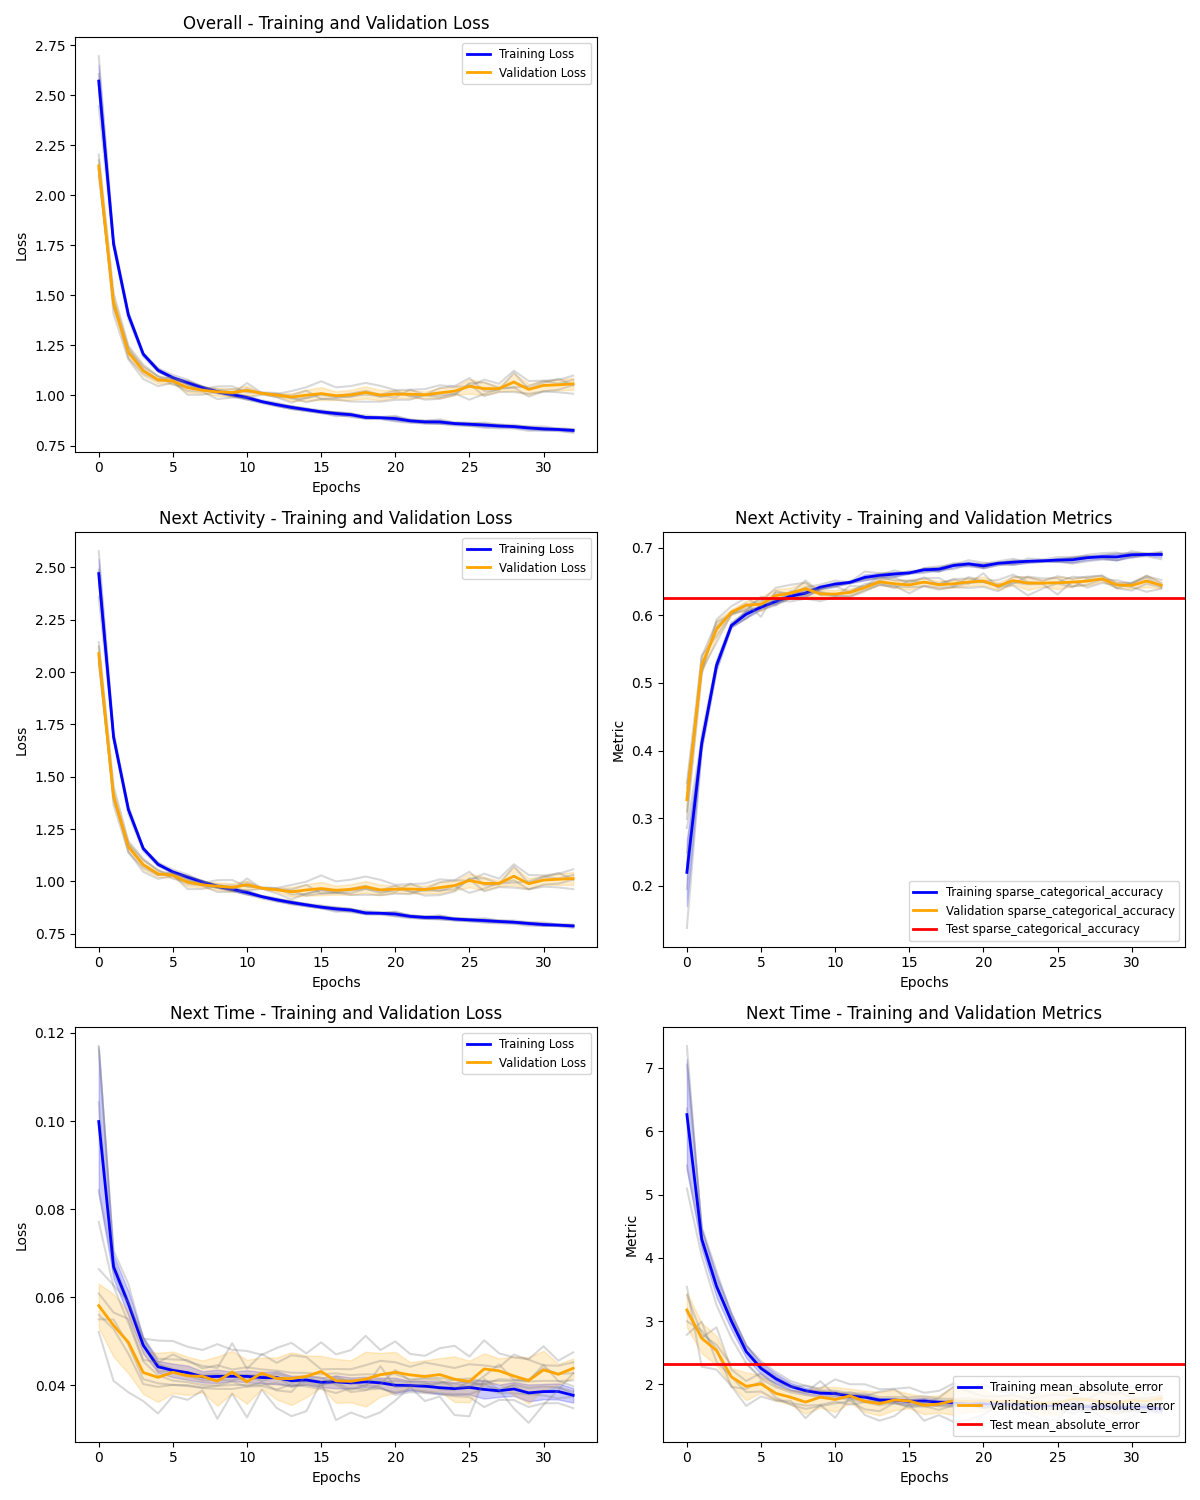 Overall - Training and Validation Loss
Training Loss
Validation Loss
2.75
2.50
2.25
2.00
1.75
1.50
1.25
1.00
0.75
Loss
0 5 10 15 20 25 30
Epochs
Next Activity - Training and Validation Loss
Training Loss
Validation Loss
2.50
2.25
2.00
1.75
1.50
1.25
1.00
0.75
Loss
0 5 10 15 20 25 30
Epochs
Next Activity - Training and Validation Metrics
0.7
0.6
0.5
0.4
0.3
0.2
Metric
Training sparse_categorical_accuracy
Validation sparse_categorical_accuracy
Test sparse_categorical_accuracy
0 5 10 15 20 25 30
Epochs
Next Time - Training and Validation Loss
Training Loss
Validation Loss
0.12
0.10
0.08
0.06
0.04
Loss
0 5 10 15 20 25 30
Epochs
Next Time - Training and Validation Metrics
7
6
5
4
3
2
Metric
Training mean_absolute_error
Validation mean_absolute_error
Test mean_absolute_error
0 5 10 15 20 25 30
Epochs